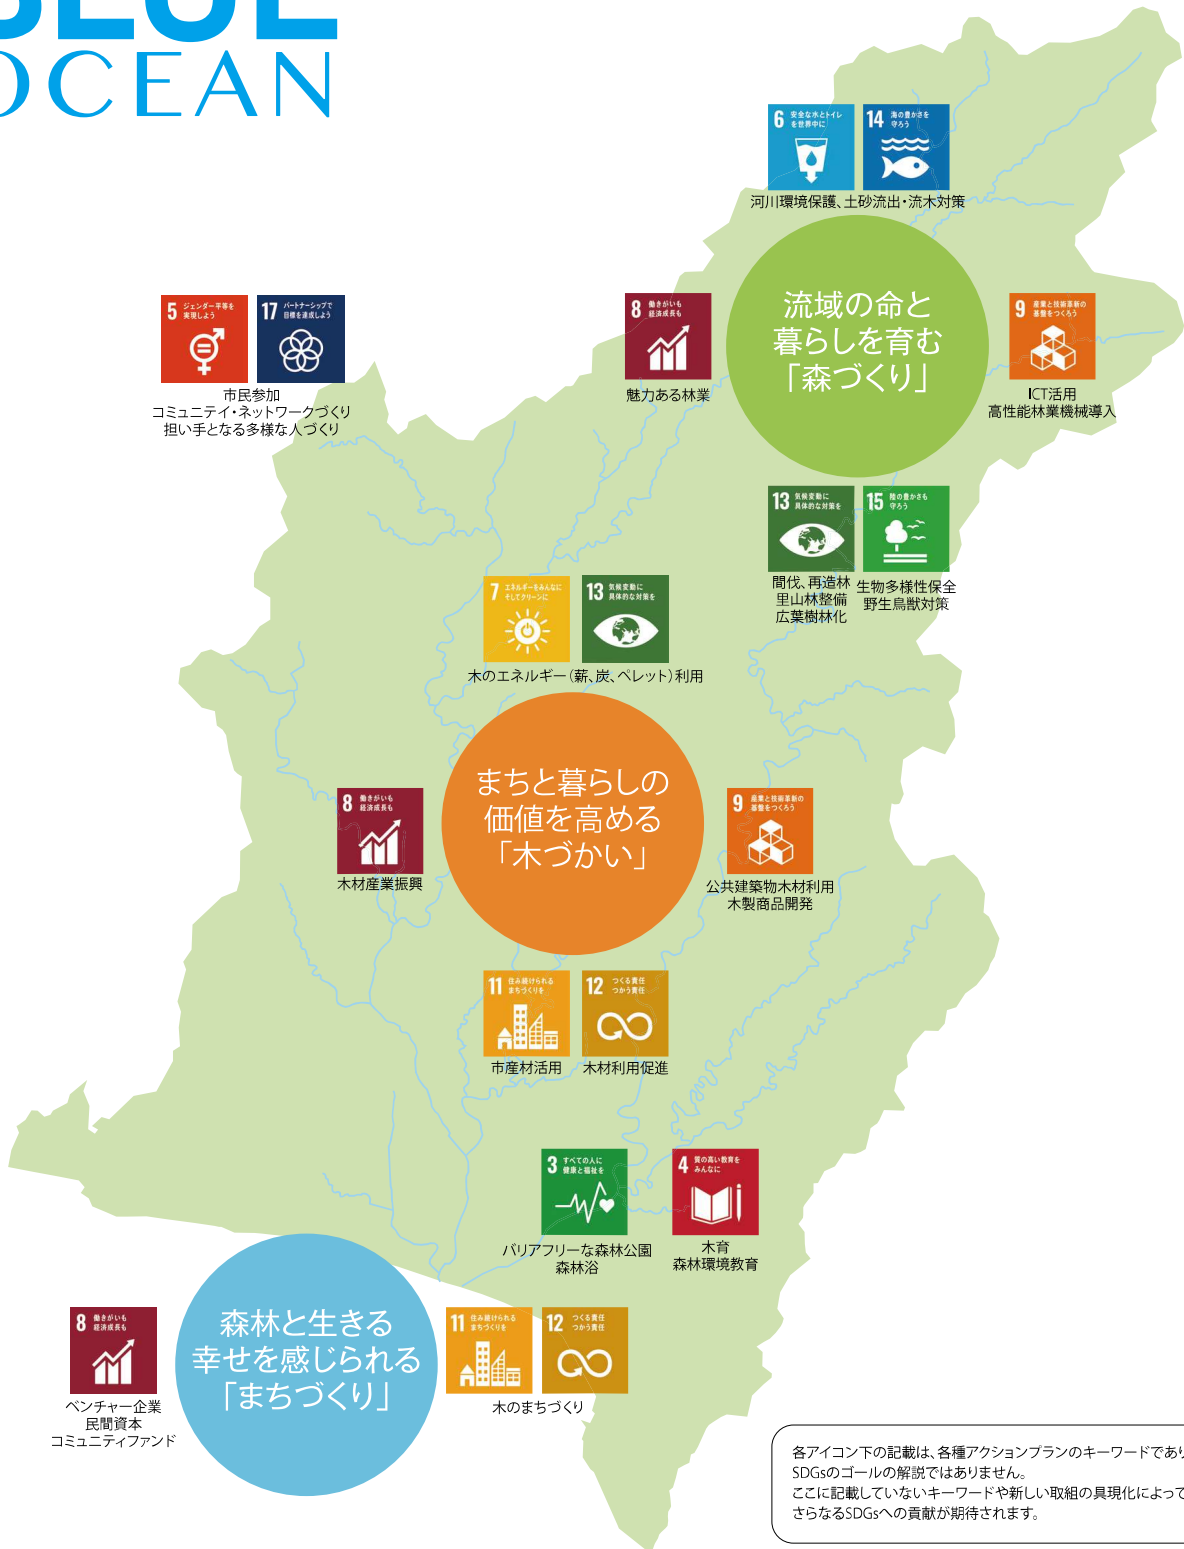 BLUE
OCEAN
6 安全な水とトイレ
を世界中に
14 海の豊かさを
守ろう
河川環境保護、土砂流出・流木対策
流域の命と
暮らしを育む
「森づくり」
5 ジェンダー平等を
実現しよう
17 パートナーシップで
目標を達成しよう
市民参加
コミュニテイ・ネットワークづくり
担い手となる多様な人づくり
8 働きがいも
経済成長も
魅力ある林業
9 産業と技術革新の
基盤をつくろう
ICT活用
高性能林業機械導入
13 気候変動に
具体的な対策を
15 陸の豊かさも
守ろう
間伐、再造林
里山林整備
広葉樹林化
生物多様性保全
野生鳥獣対策
7 エネルギーをみんなに
そしてクリーンに
13 気候変動に
具体的な対策を
木のエネルギー（薪、炭、ペレット）利用
まちと暮らしの
価値を高める
「木づかい」
8 働きがいも
経済成長も
木材産業振興
9 産業と技術革新の
基盤をつくろう
公共建築物木材利用
木製商品開発
11 住み続けられる
まちづくりを
12 つくる責任
つかう責任
市産材活用
木材利用促進
3 すべての人に
健康と福祉を
4 質の高い教育を
みんなに
バリアフリーな森林公園
森林浴
木育
森林環境教育
森林と生きる
幸せを感じられる
「まちづくり」
8 働きがいも
経済成長も
ベンチャー企業
民間資本
コミュニティファンド
11 住み続けられる
まちづくりを
12 つくる責任
つかう責任
木のまちづくり
各アイコン下の記載は、各種アクションプランのキーワードであり
SDGsのゴールの解説ではありません。
ここに記載していないキーワードや新しい取組の具現化によって
さらなるSDGsへの貢献が期待されます。